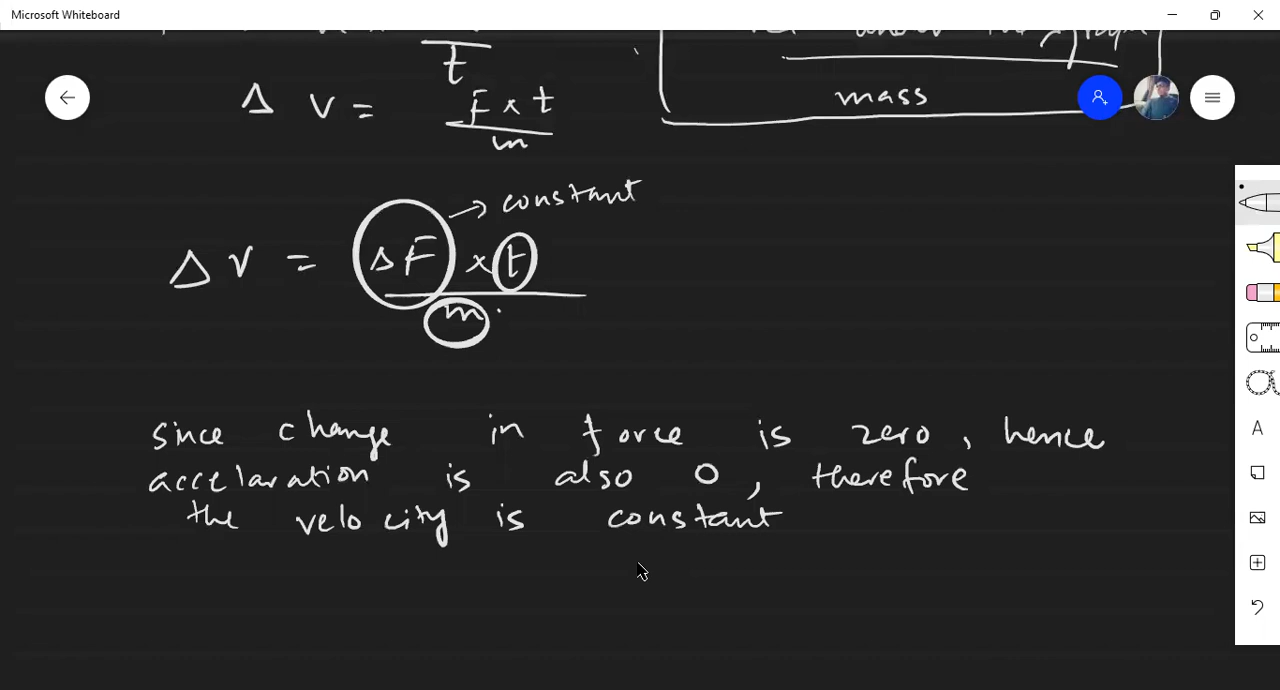 Microsoft Whiteboard
t
Δ v = F x t
m
mass
→ constant
Δ v = ΔF x t
m
since change in force is zero, hence
accelaration is also 0, therefore
the velocity is constant
A